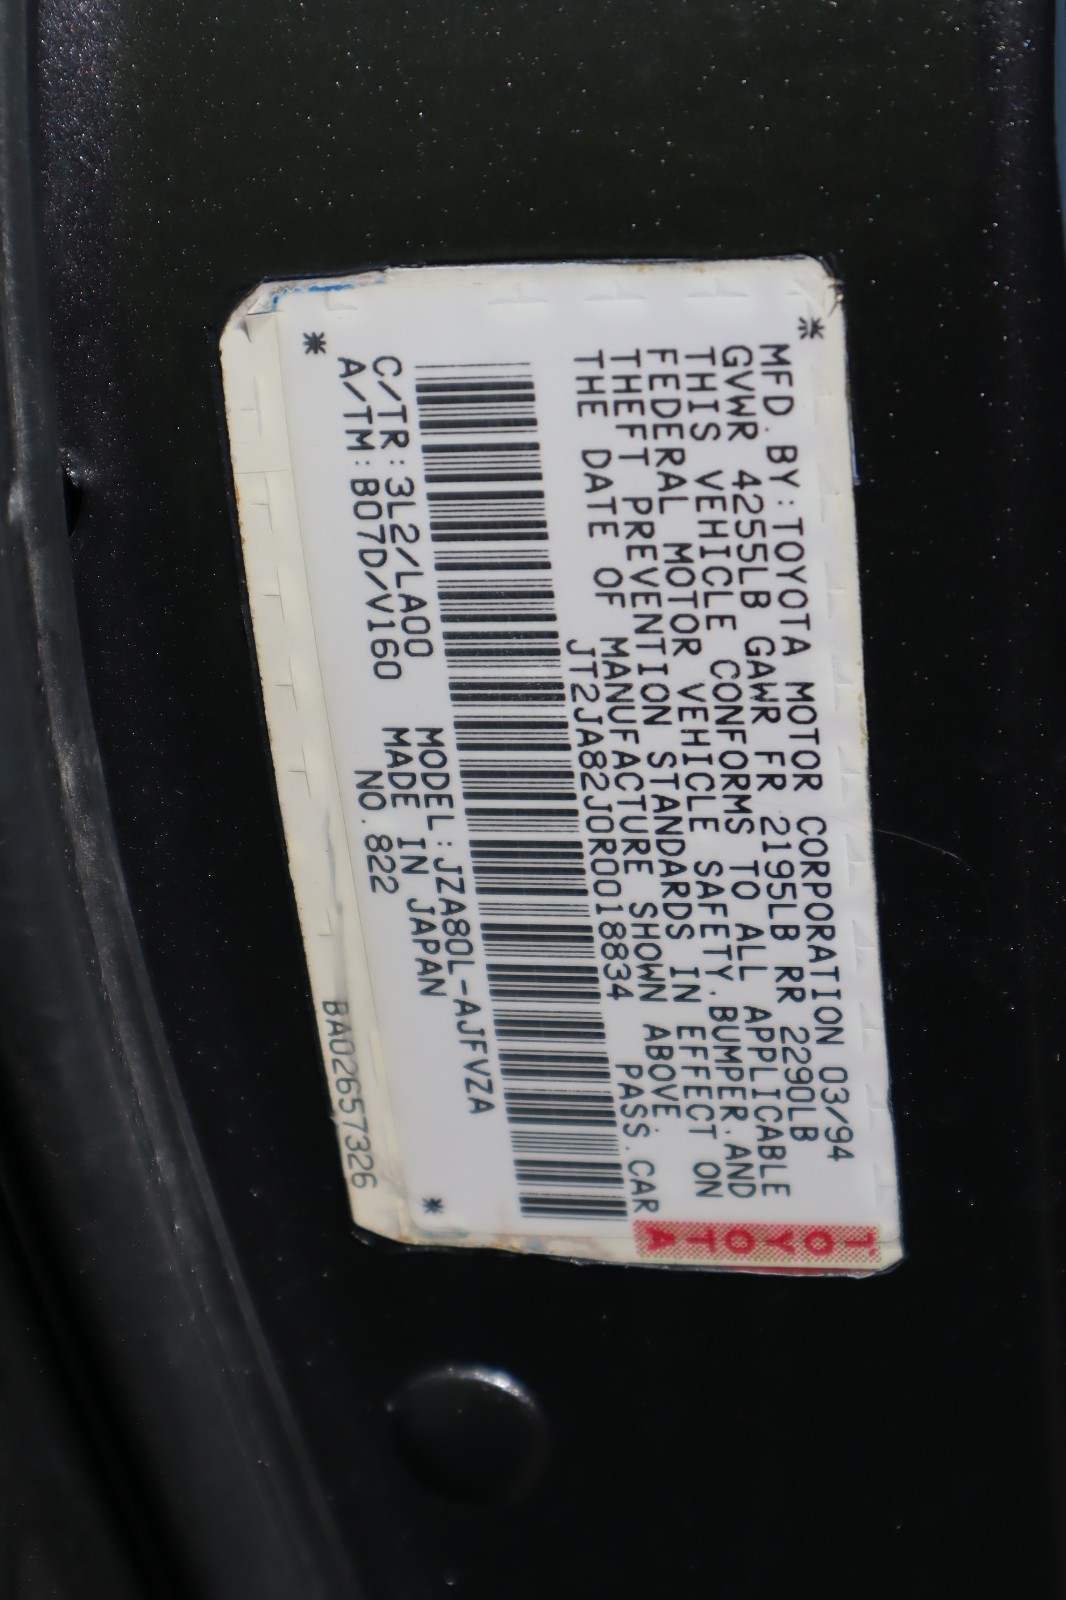 MFD. BY:TOYOTA MOTOR CORPORATION 03/94
GVWR 4255LB GAWR FR 2195LB RR 2290LB
THIS VEHICLE CONFORMS TO ALL APPLICABLE
FEDERAL MOTOR VEHICLE SAFETY,BUMPER,AND
THEFT PREVENTION STANDARDS IN EFFECT ON
THE DATE OF MANUFACTURE SHOWN ABOVE.
JT2JA82J0R0018834 PASS.CAR
TOYOTA
C/TR:3L2/LA00 MODEL:JZA80L-AJFVZA
A/TM:B07D/V160 MADE IN JAPAN
NO.822
BA02657326